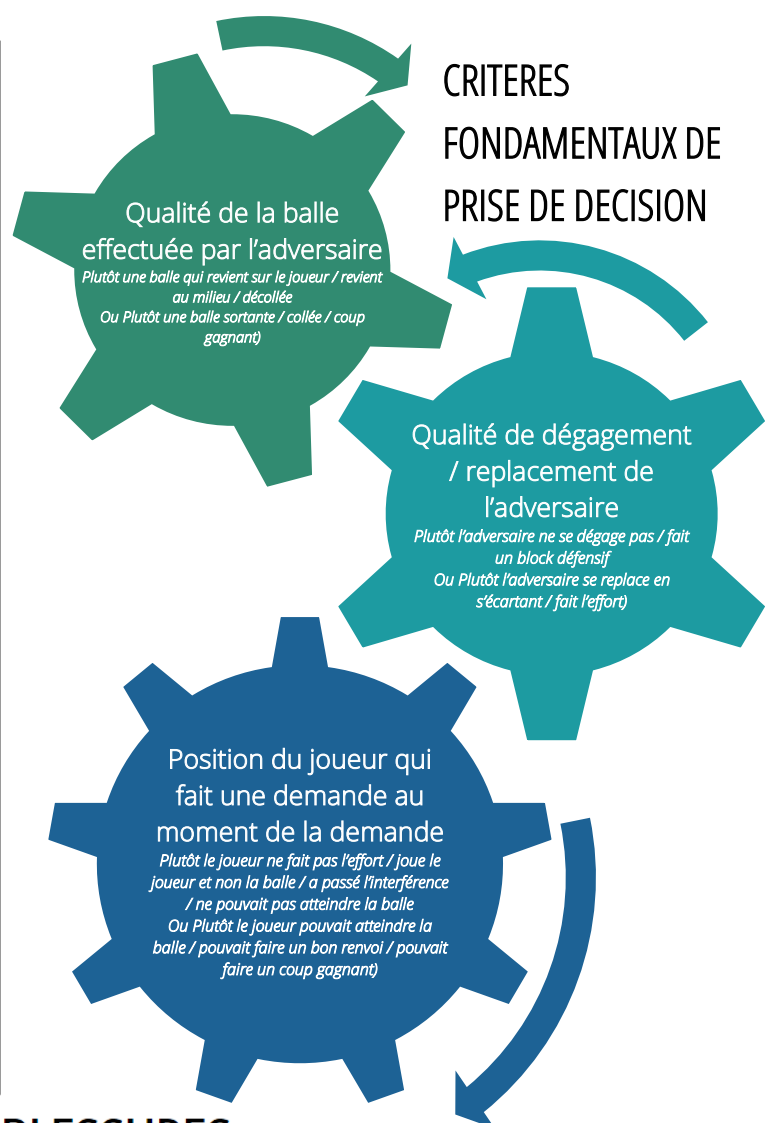 CRITERES
FONDAMENTAUX DE
PRISE DE DECISION
Qualité de la balle
effectuée par l’adversaire
Plutôt une balle qui revient sur le joueur / revient
au milieu / décollée
Ou Plutôt une balle sortante / collée / coup
gagnant)
Qualité de dégagement
/ replacement de
l’adversaire
Plutôt l’adversaire ne se dégage pas / fait
un block défensif
Ou Plutôt l’adversaire se replace en
s’écartant / fait l’effort)
Position du joueur qui
fait une demande au
moment de la demande
Plutôt le joueur ne fait pas l’effort / joue le
joueur et non la balle / a passé l’interférence
/ ne pouvait pas atteindre la balle
Ou Plutôt le joueur pouvait atteindre la
balle / pouvait faire un bon renvoi / pouvait
faire un coup gagnant)